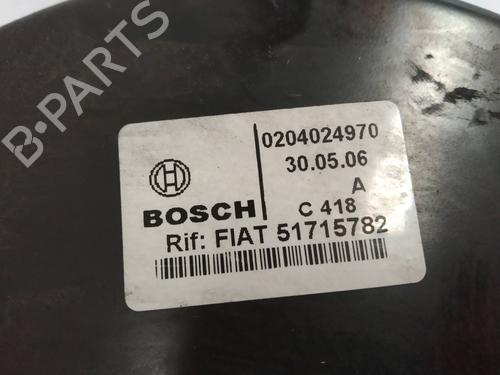 0204024970
30.05.06
A
BOSCH
C 418
Rif: FIAT 51715782
B-PARTS